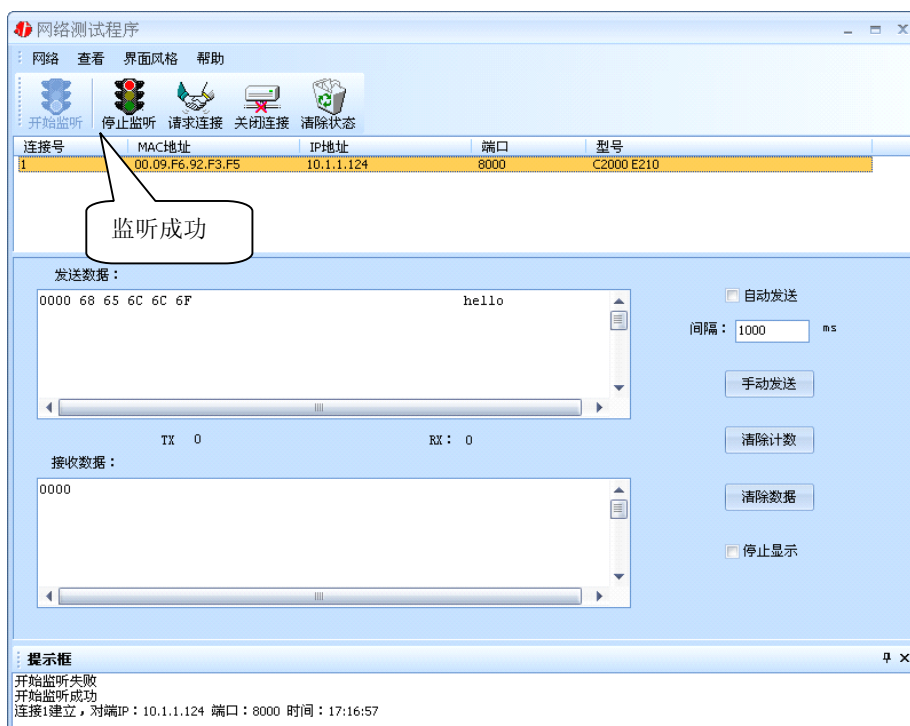 网络测试程序
网络 查看 界面风格 帮助
开始监听 停止监听 请求连接 关闭连接 清除状态
连接号 MAC地址 IP地址 端口 型号
1 00.09.F6.92.F3.F5 10.1.1.124 8000 C2000 E210
监听成功
发送数据：
0000 68 65 6C 6C 6F hello
自动发送
间隔： 1000 ms
手动发送
TX 0 RX： 0
清除计数
接收数据：
0000
清除数据
停止显示
提示框
开始监听失败
开始监听成功
连接1建立，对端IP：10.1.1.124 端口：8000 时间：17:16:57